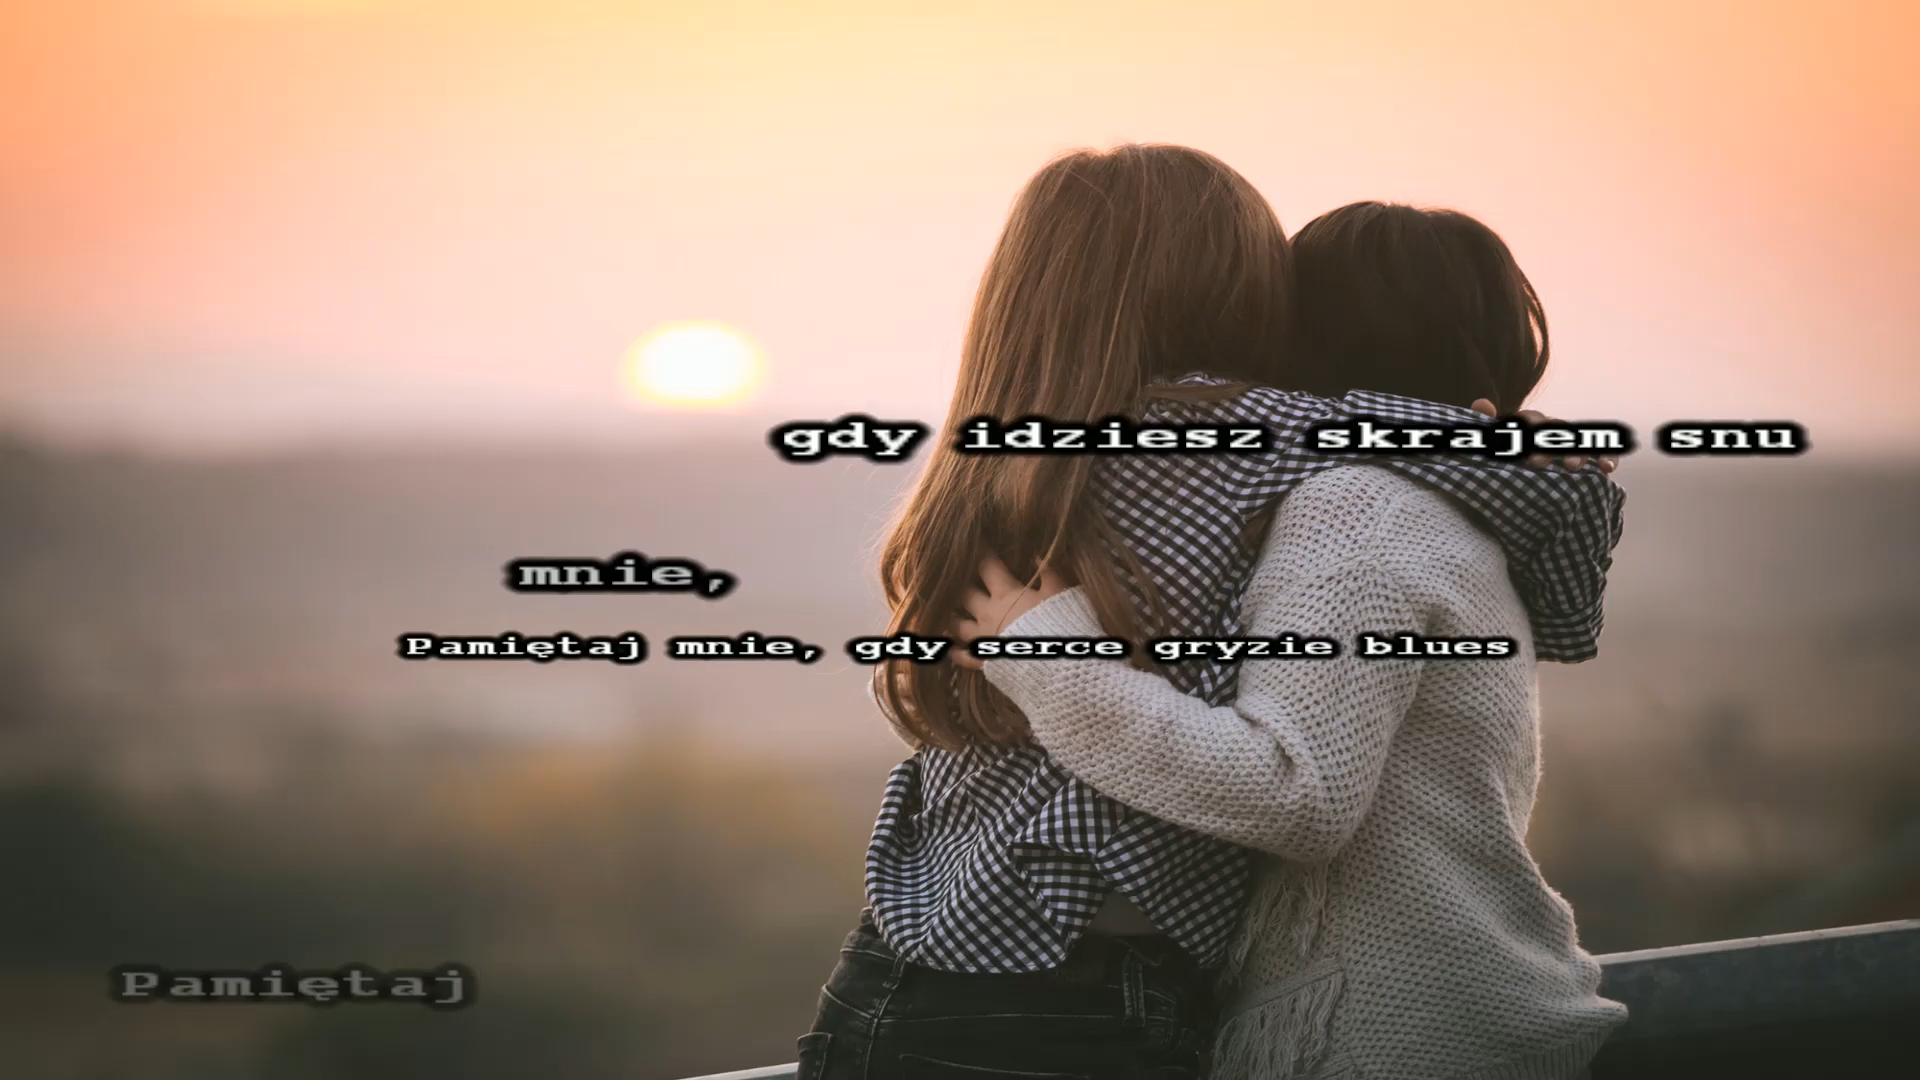 gdy idziesz skrajem snu
mnie,
Pamiętaj mnie, gdy serce gryzie blues
Pamiętaj